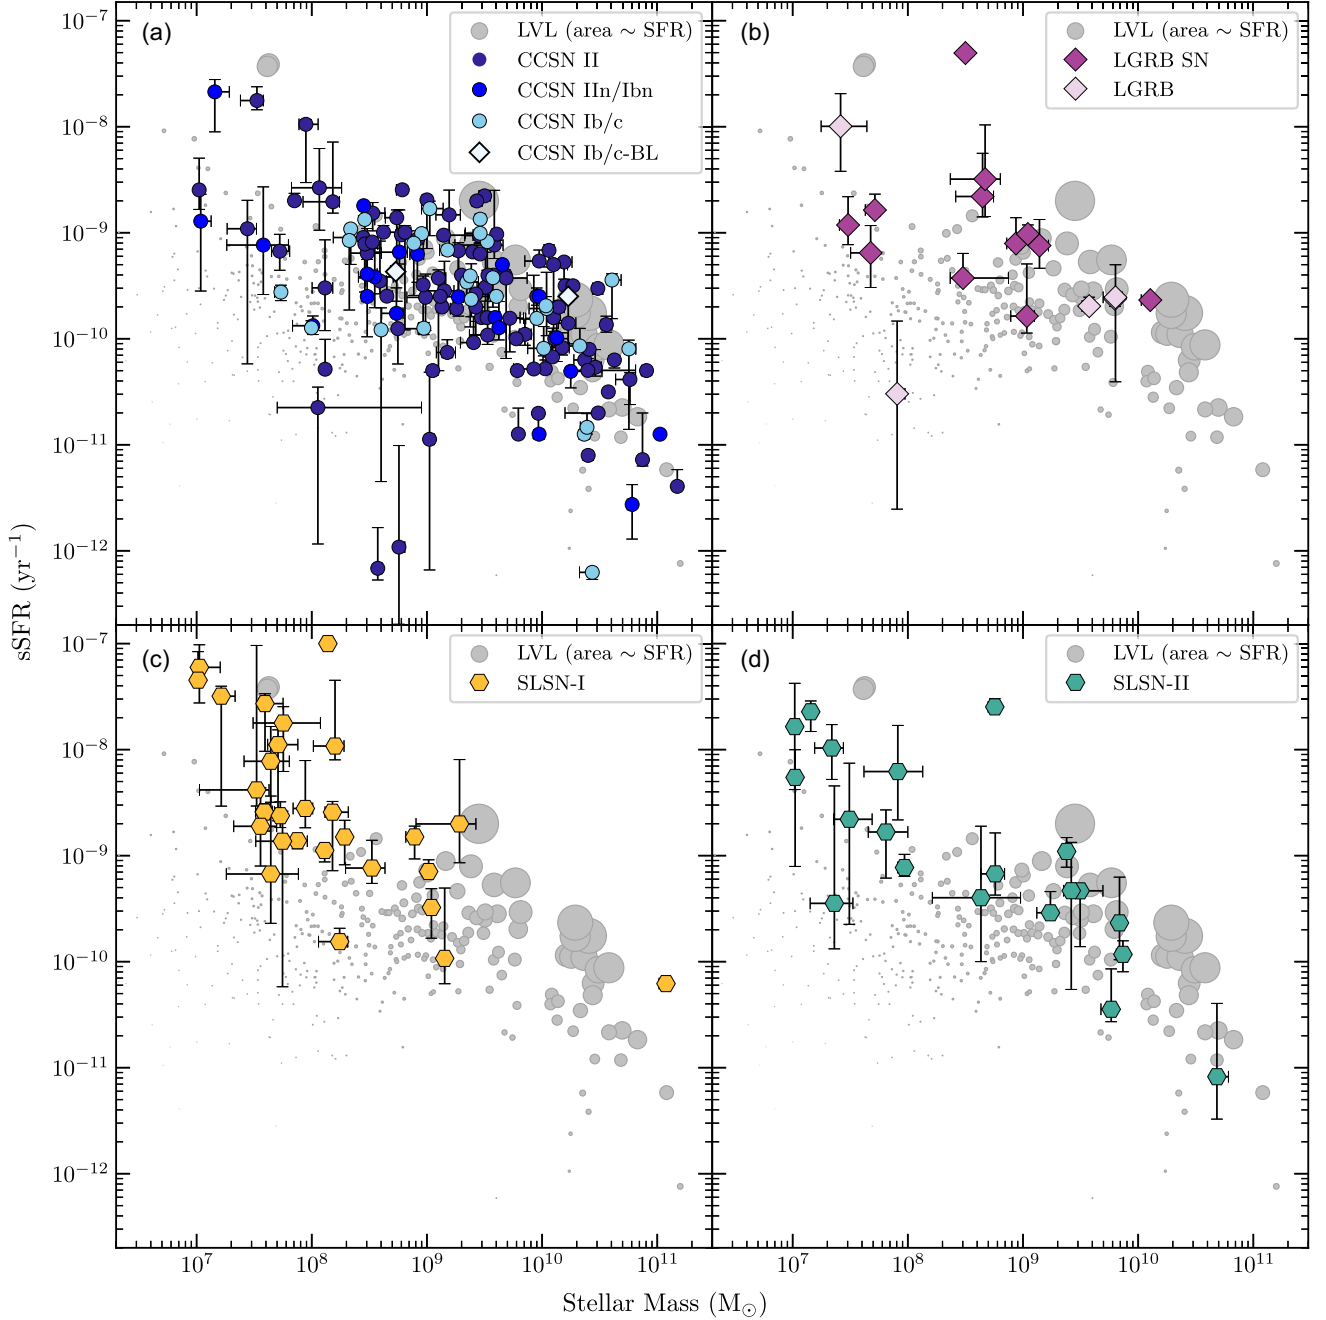 (a)
LVL (area ~ SFR)
CCSN II
CCSN IIn/Ibn
CCSN Ib/c
CCSN Ib/c-BL
(b)
LVL (area ~ SFR)
LGRB SN
LGRB
10⁻⁷
10⁻⁸
10⁻⁹
10⁻¹⁰
10⁻¹¹
10⁻¹²
sSFR (yr⁻¹)
(c)
LVL (area ~ SFR)
SLSN-I
(d)
LVL (area ~ SFR)
SLSN-II
10⁻⁷
10⁻⁸
10⁻⁹
10⁻¹⁰
10⁻¹¹
10⁻¹²
10⁷ 10⁸ 10⁹ 10¹⁰ 10¹¹
10⁷ 10⁸ 10⁹ 10¹⁰ 10¹¹
Stellar Mass (M⊙)